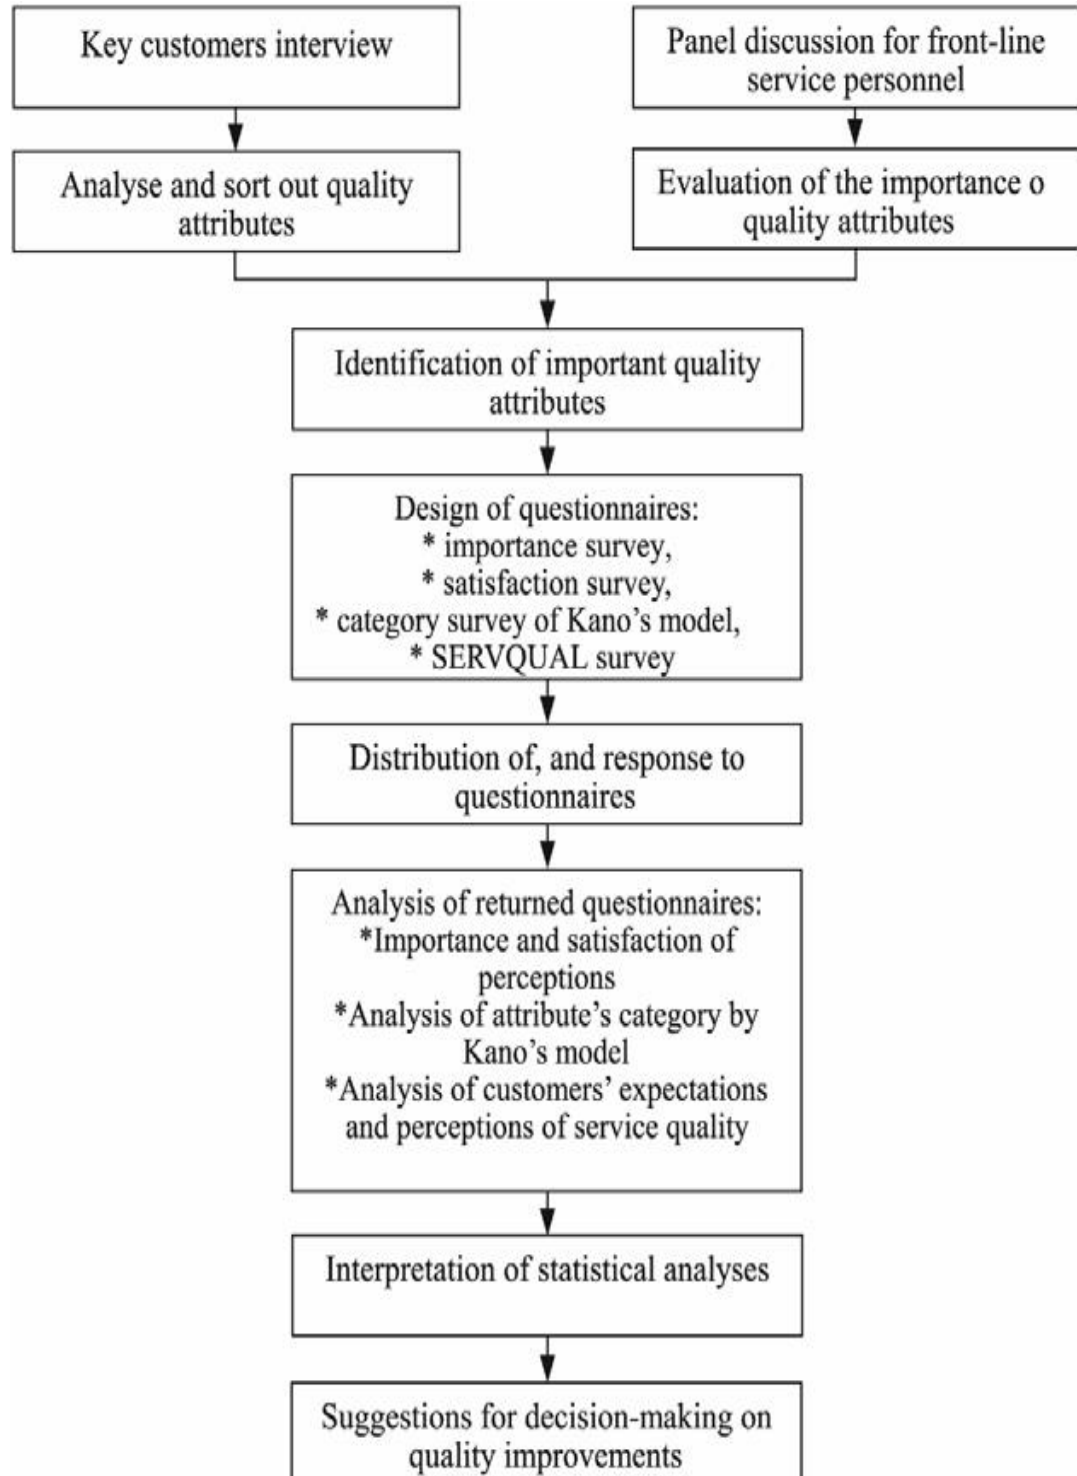 Key customers interview
Panel discussion for front-line
service personnel
Analyse and sort out quality
attributes
Evaluation of the importance o
quality attributes
Identification of important quality
attributes
Design of questionnaires:
* importance survey,
* satisfaction survey,
* category survey of Kano’s model,
* SERVQUAL survey
Distribution of, and response to
questionnaires
Analysis of returned questionnaires:
*Importance and satisfaction of
perceptions
*Analysis of attribute’s category by
Kano’s model
*Analysis of customers’ expectations
and perceptions of service quality
Interpretation of statistical analyses
Suggestions for decision-making on
quality improvements